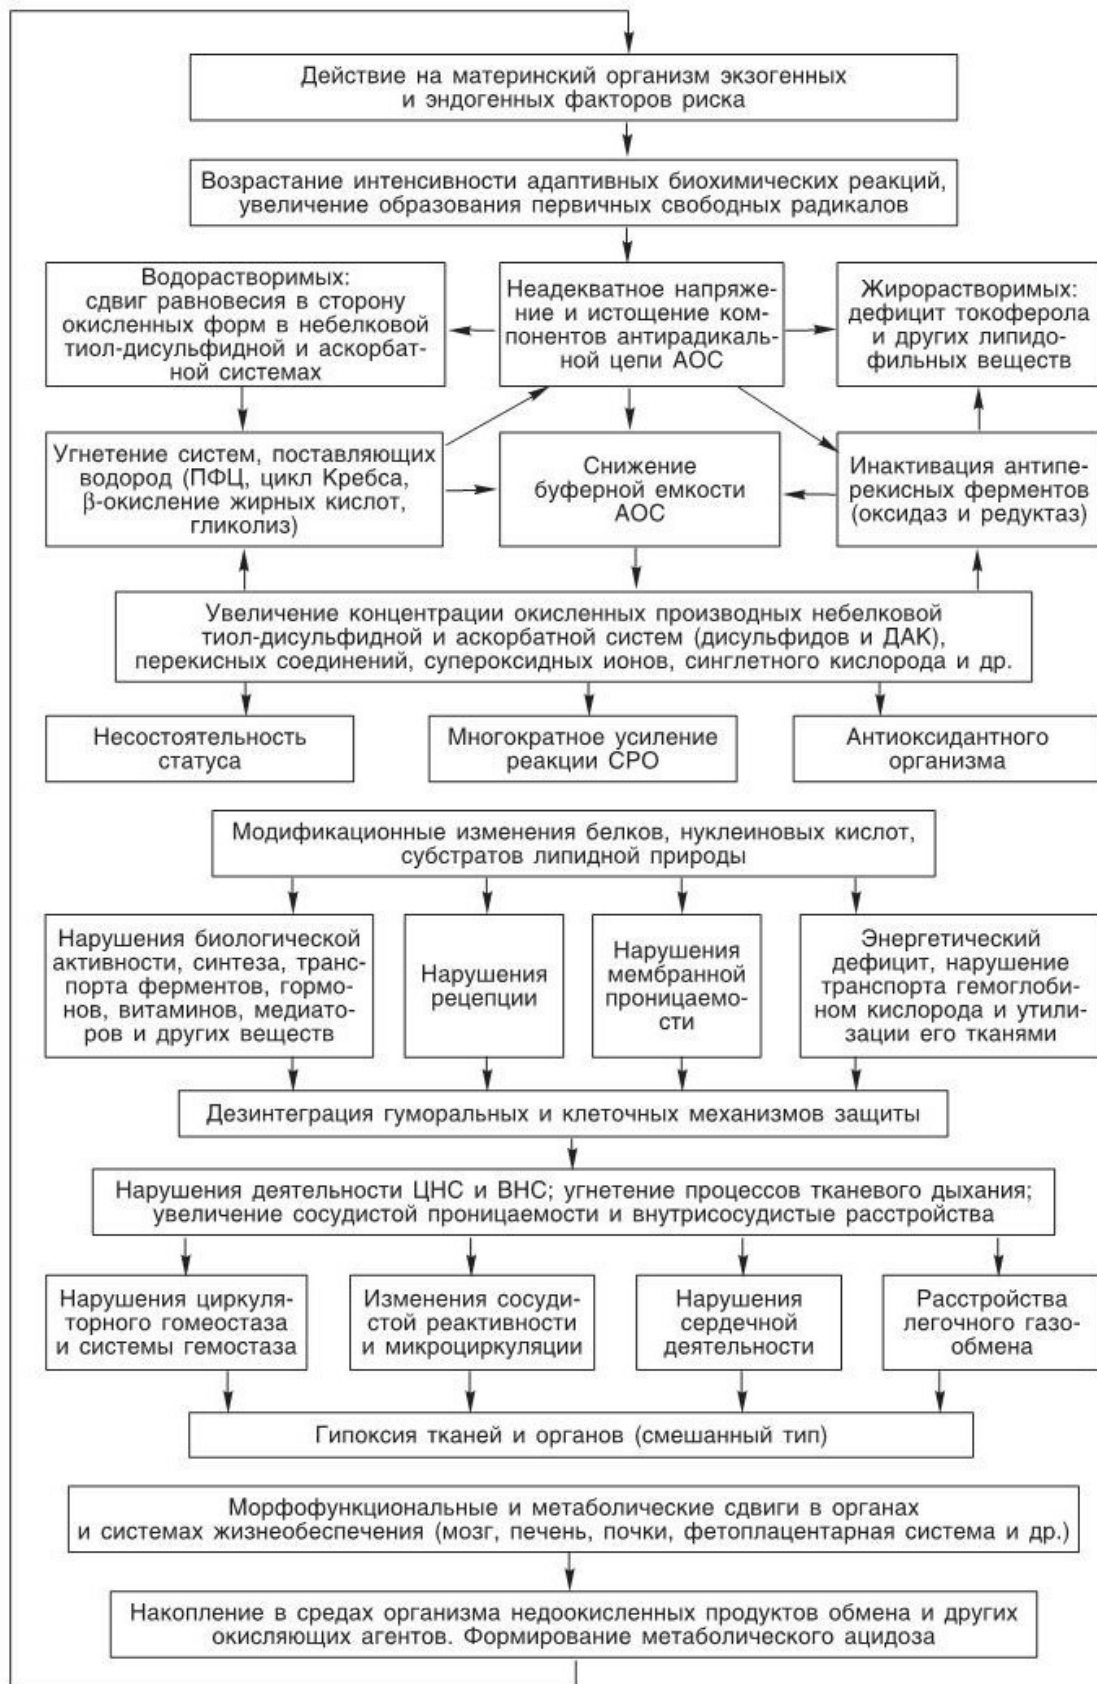 Действие на материнский организм экзогенных
и эндогенных факторов риска
Возрастание интенсивности адаптивных биохимических реакций,
увеличение образования первичных свободных радикалов
Водорастворимых:
сдвиг равновесия в сторону
окисленных форм в небелковой
тиол-дисульфидной и аскорбат-
ной системах
Неадекватное напряже-
ние и истощение ком-
понентов антирадикаль-
ной цепи АОС
Жирорастворимых:
дефицит токоферола
и других липидо-
фильных веществ
Угнетение систем, поставляющих
водород (ПФЦ, цикл Кребса,
β-окисление жирных кислот,
гликолиз)
Снижение
буферной емкости
АОС
Инактивация антипе-
рекисных ферментов
(оксидаз и редуктаз)
Увеличение концентрации окисленных производных небелковой
тиол-дисульфидной и аскорбатной систем (дисульфидов и ДАК),
перекисных соединений, супероксидных ионов, синглетного кислорода и др.
Несостоятельность
статуса
Многократное усиление
реакции СРО
Антиоксидантного
организма
Модификационные изменения белков, нуклеиновых кислот,
субстратов липидной природы
Нарушения биологической
активности, синтеза, транс-
порта ферментов, гормо-
нов, витаминов, медиато-
ров и других веществ
Нарушения
рецепции
Нарушения
мембранной
проницаемо-
сти
Энергетический
дефицит, нарушение
транспорта гемоглоби-
ном кислорода и утили-
зации его тканями
Дезинтеграция гуморальных и клеточных механизмов защиты
Нарушения деятельности ЦНС и ВНС; угнетение процессов тканевого дыхания;
увеличение сосудистой проницаемости и внутрисосудистые расстройства
Нарушения циркуля-
торного гомеостаза
и системы гемостаза
Изменения сосуди-
стой реактивности
и микроциркуляции
Нарушения
сердечной
деятельности
Расстройства
легочного газо-
обмена
Гипоксия тканей и органов (смешанный тип)
Морфофункциональные и метаболические сдвиги в органах
и системах жизнеобеспечения (мозг, печень, почки, фетоплацентарная система и др.)
Накопление в средах организма недоокисленных продуктов обмена и других
окисляющих агентов. Формирование метаболического ацидоза